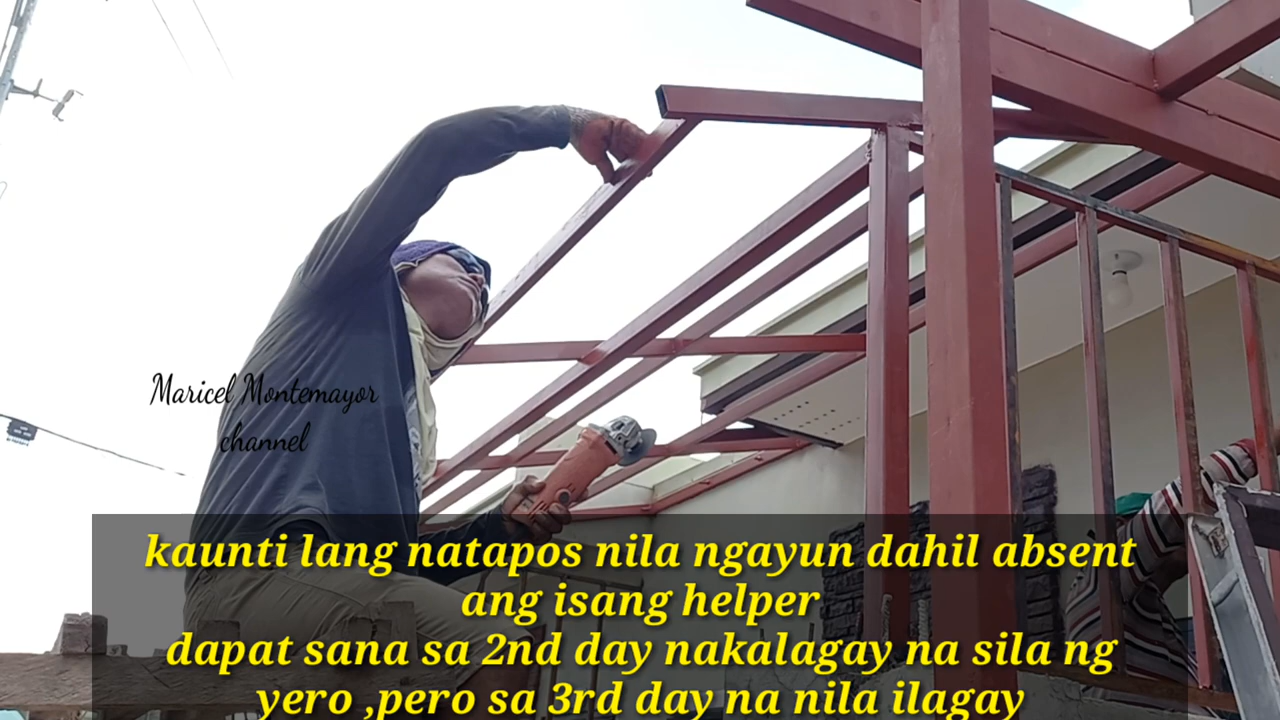 Maricel Montemayor
channel
kaunti lang natapos nila ngayun dahil absent
ang isang helper
dapat sana sa 2nd day nakalagay na sila ng
yero ,pero sa 3rd day na nila ilagay